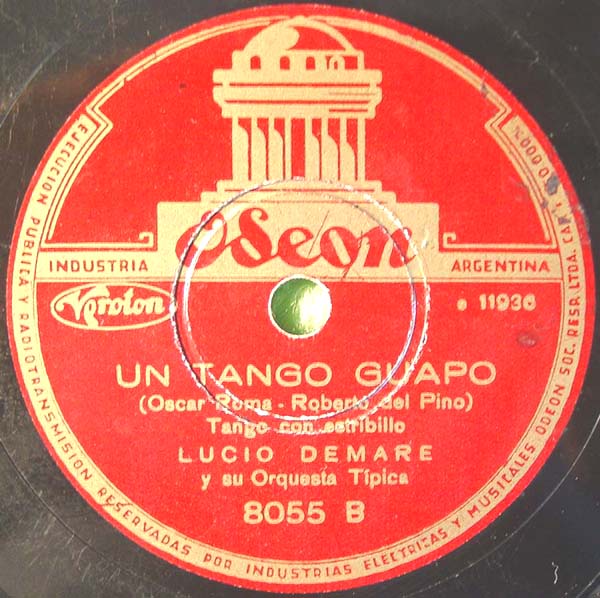 Odeon
INDUSTRIA ARGENTINA
Veroton
e 11936
UN TANGO GUAPO
(Oscar Roma - Roberto del Pino)
Tango con estribillo
LUCIO DEMARE
y su Orquesta Típica
8055 B
EJECUCION PUBLICA Y RADIOTRANSMISION RESERVADAS POR INDUSTRIAS ELECTRICAS Y MUSICALES ODEON SOC. RESP. LTDA.